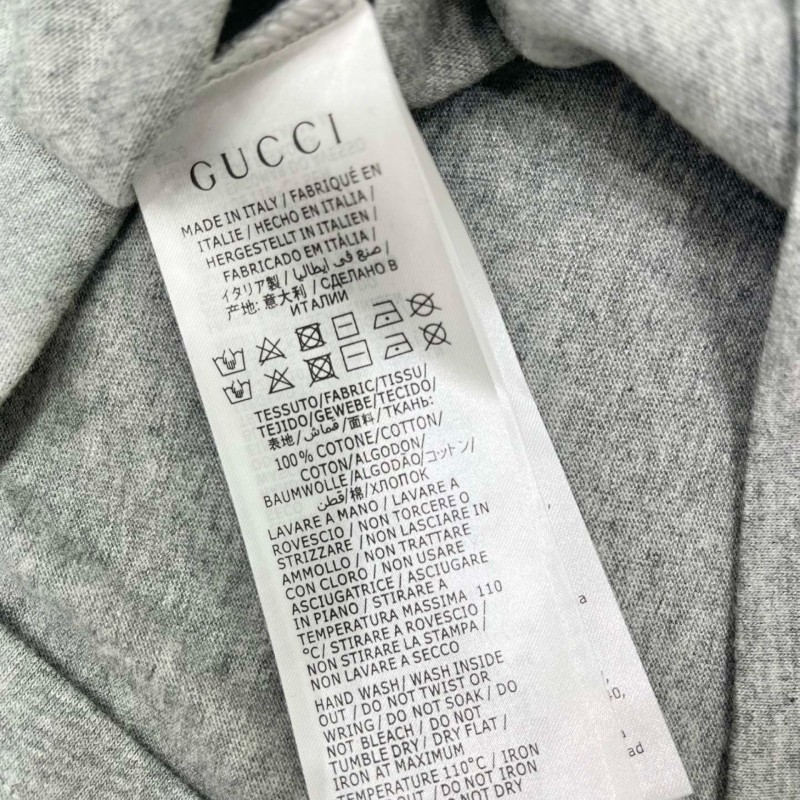 GUCCI
MADE IN ITALY / FABRIQUÉ EN
ITALIE / HECHO EN ITALIA /
HERGESTELLT IN ITALIEN /
FABRICADO EM ITÁLIA /
イタリア製 / صنع في إيطاليا /
产地: 意大利 / СДЕЛАНО В
ИТАЛИИ
TESSUTO/FABRIC/TISSU/
TEJIDO/GEWEBE/TECIDO/
表地/قماش/面料/ТКАНЬ:
100% COTONE/COTTON/
COTON/ALGODON/
BAUMWOLLE/ALGODÃO/コットン/
قطن/棉/ХЛОПОК
LAVARE A MANO / LAVARE A
ROVESCIO / NON TORCERE O
STRIZZARE / NON LASCIARE IN
AMMOLLO / NON TRATTARE
CON CLORO / NON USARE
ASCIUGATRICE / ASCIUGARE
IN PIANO / STIRARE A
TEMPERATURA MASSIMA 110
°C/ STIRARE A ROVESCIO /
NON STIRARE LA STAMPA /
NON LAVARE A SECCO
HAND WASH/ WASH INSIDE
OUT / DO NOT TWIST OR
WRING / DO NOT SOAK / DO
NOT BLEACH / DO NOT
TUMBLE DRY / DRY FLAT /
IRON AT MAXIMUM
TEMPERATURE 110°C / IRON
OUT / DO NOT IRON
a
ad